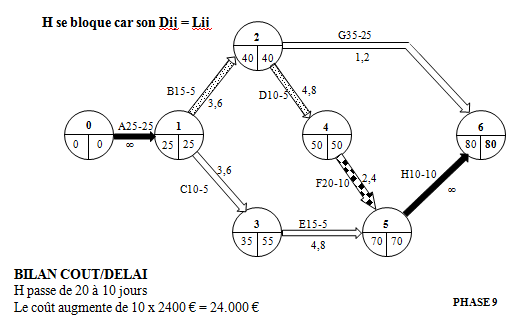 H se bloque car son Dii = Lii
G35-25
2
40 40
1,2
B15-5
3,6
D10-5
4,8
0
0 0
A25-25
∞
1
25 25
4
50 50
6
80 80
C10-5
3,6
F20-10
2,4
H10-10
∞
3
35 55
E15-5
4,8
5
70 70
BILAN COUT/DELAI
H passe de 20 à 10 jours
Le coût augmente de 10 x 2400 € = 24.000 €
PHASE 9